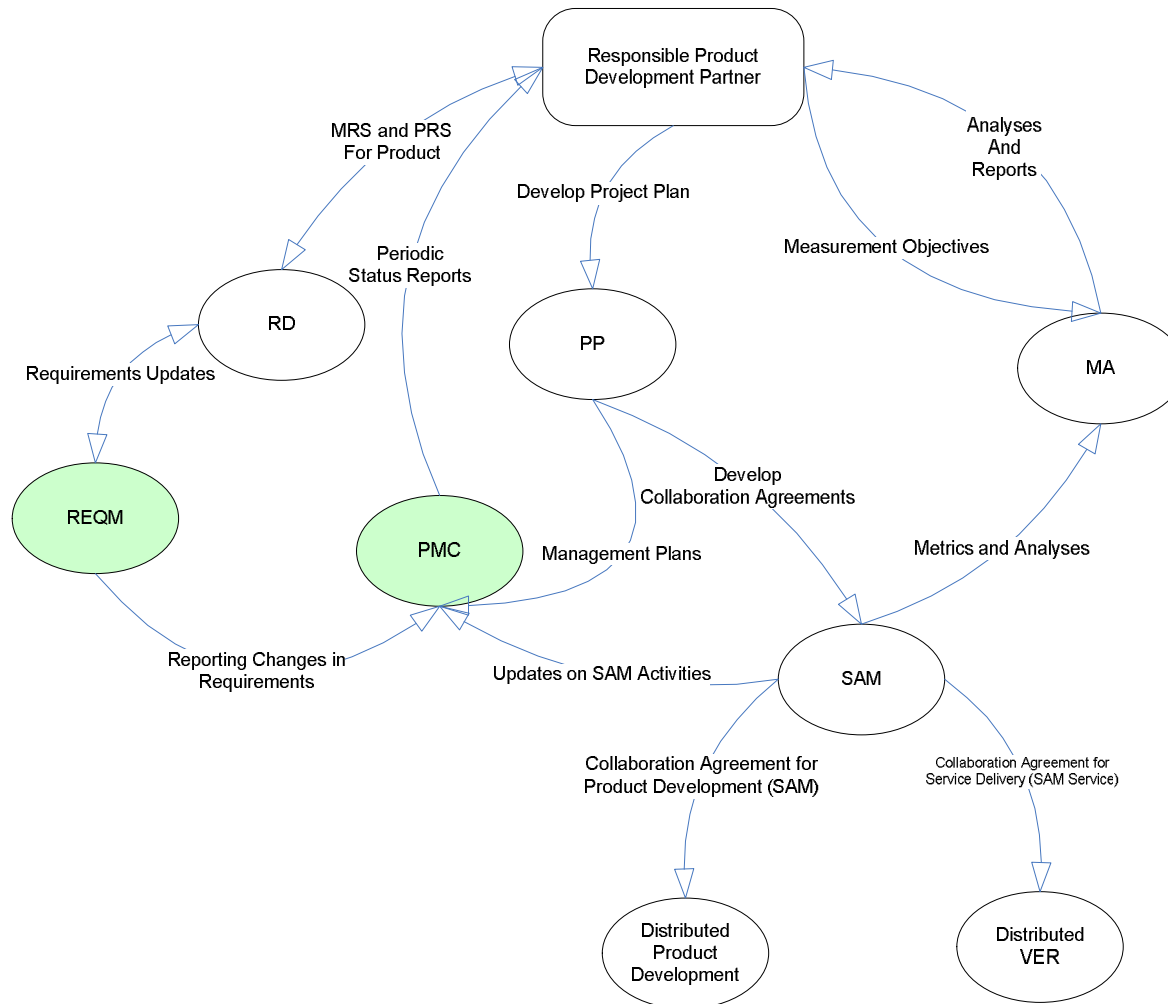 Responsible Product
Development Partner
MRS and PRS
For Product
Analyses
And
Reports
Develop Project Plan
Periodic
Status Reports
Measurement Objectives
RD
PP
MA
Requirements Updates
Develop
Collaboration Agreements
REQM
PMC
Management Plans
Metrics and Analyses
Reporting Changes in
Requirements
Updates on SAM Activities
SAM
Collaboration Agreement for
Product Development (SAM)
Collaboration Agreement for
Service Delivery (SAM Service)
Distributed
Product
Development
Distributed
VER